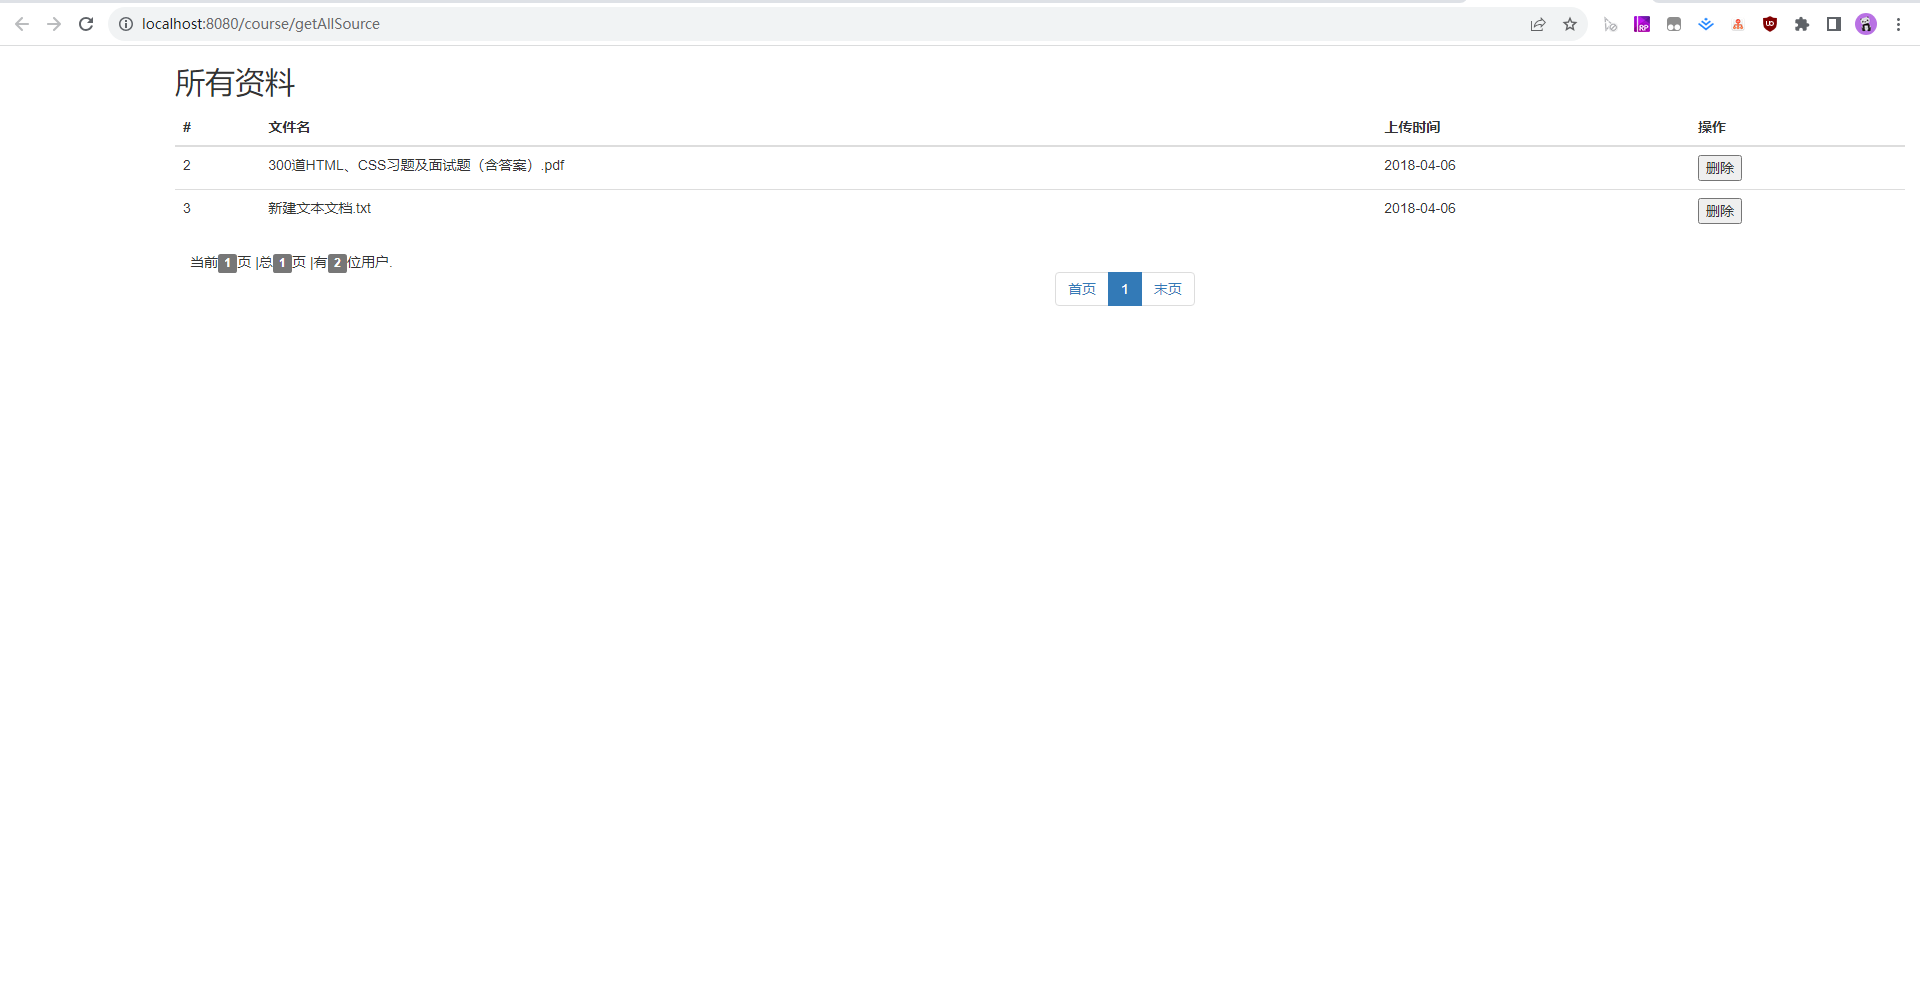 localhost:8080/course/getAllSource
所有资料
# 文件名 上传时间 操作
2 300道HTML、CSS习题及面试题（含答案）.pdf 2018-04-06 删除
3 新建文本文档.txt 2018-04-06 删除
当前1页 |总1页 |有2位用户.
首页 1 末页